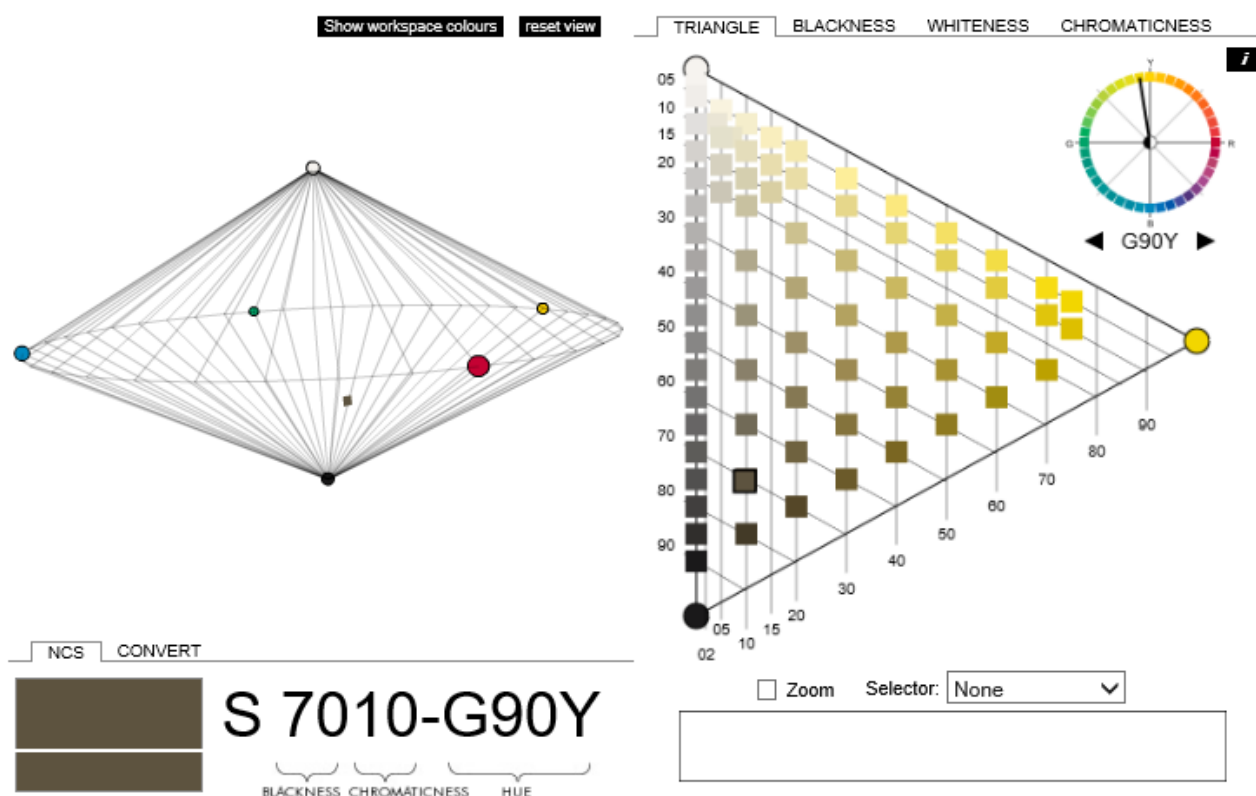 Show workspace colours reset view
TRIANGLE BLACKNESS WHITENESS CHROMATICNESS
i
Y
G R
B
G90Y
05
10
15
20
30
40
50
60
70
80
90
90
80
70
60
50
40
30
20
15
10
05
02
NCS CONVERT
S 7010-G90Y
BLACKNESS CHROMATICNESS HUE
Zoom Selector: None